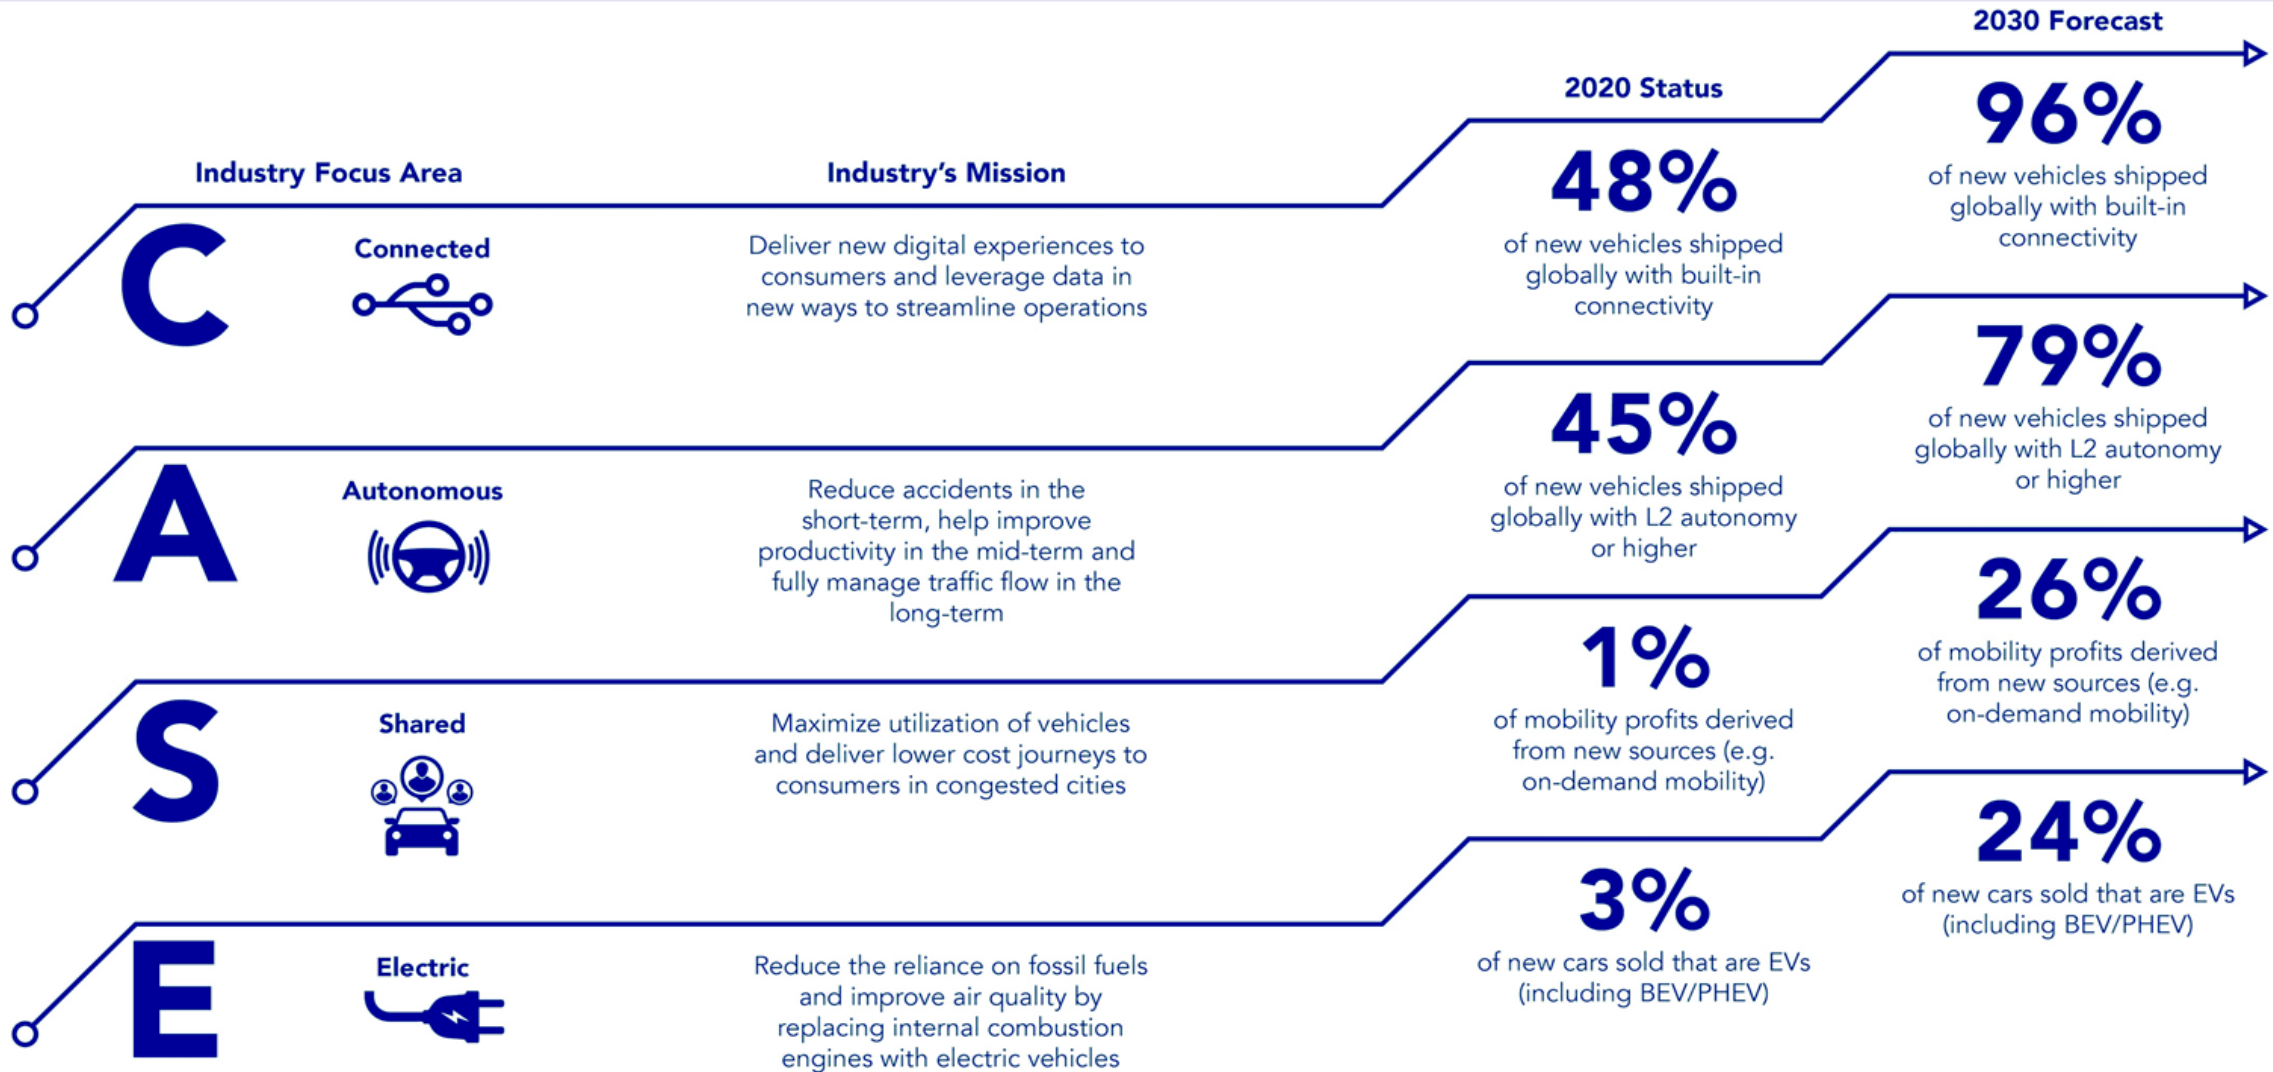 2030 Forecast
2020 Status
Industry Focus Area
Industry's Mission
C
Connected
Deliver new digital experiences to
consumers and leverage data in
new ways to streamline operations
48%
of new vehicles shipped
globally with built-in
connectivity
96%
of new vehicles shipped
globally with built-in
connectivity
A
Autonomous
Reduce accidents in the
short-term, help improve
productivity in the mid-term and
fully manage traffic flow in the
long-term
45%
of new vehicles shipped
globally with L2 autonomy
or higher
79%
of new vehicles shipped
globally with L2 autonomy
or higher
S
Shared
Maximize utilization of vehicles
and deliver lower cost journeys to
consumers in congested cities
1%
of mobility profits derived
from new sources (e.g.
on-demand mobility)
26%
of mobility profits derived
from new sources (e.g.
on-demand mobility)
E
Electric
Reduce the reliance on fossil fuels
and improve air quality by
replacing internal combustion
engines with electric vehicles
3%
of new cars sold that are EVs
(including BEV/PHEV)
24%
of new cars sold that are EVs
(including BEV/PHEV)